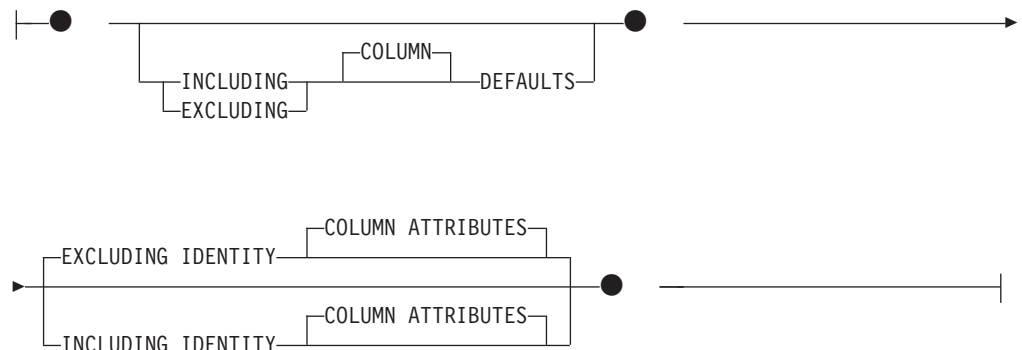 COLUMN
INCLUDING DEFAULTS
EXCLUDING
COLUMN ATTRIBUTES
EXCLUDING IDENTITY
COLUMN ATTRIBUTES
INCLUDING IDENTITY